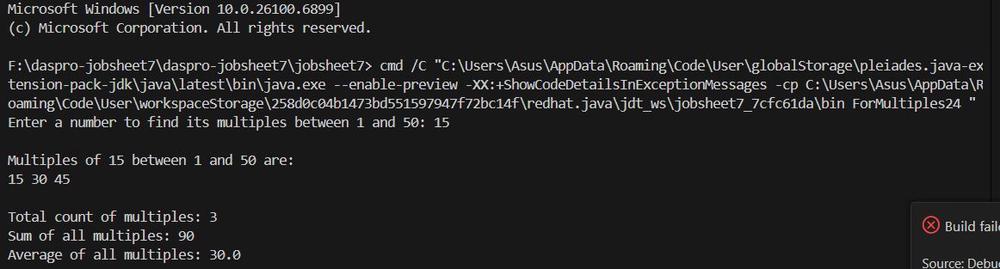 Microsoft Windows [Version 10.0.26100.6899]
(c) Microsoft Corporation. All rights reserved.
F:\daspro-jobsheet7\daspro-jobsheet7\jobsheet7> cmd /C "C:\Users\Asus\AppData\Roaming\Code\User\globalStorage\pleiades.java-ex
tension-pack-jdk\java\latest\bin\java.exe --enable-preview -XX:+ShowCodeDetailsInExceptionMessages -cp C:\Users\Asus\AppData\R
oaming\Code\User\workspaceStorage\258d0c04b1473bd551597947f72bc14f\redhat.java\jdt_ws\jobsheet7_7cfc61da\bin ForMultiples24 "
Enter a number to find its multiples between 1 and 50: 15
Multiples of 15 between 1 and 50 are:
15 30 45
Total count of multiples: 3
Sum of all multiples: 90
Average of all multiples: 30.0
Build faile
Source: Debu